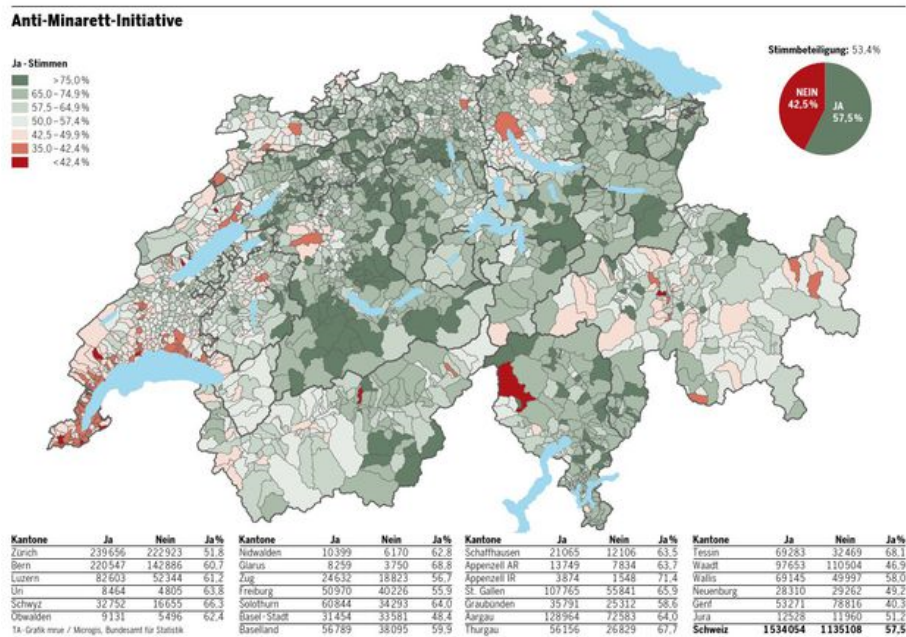 Anti-Minarett-Initiative
Ja - Stimmen
>75,0%
65,0–74,9%
57,5–64,9%
50,0–57,4%
42,5–49,9%
35,0–42,4%
<42,4%
Stimmbeteiligung: 53,4%
NEIN
42,5%
JA
57,5%
Kantone Ja Nein Ja%
Zürich 239656 222923 51,8
Bern 220547 142886 60,7
Luzern 82603 52344 61,2
Uri 8464 4805 63,8
Schwyz 32752 16655 66,3
Obwalden 9131 5496 62,4
Kantone Ja Nein Ja%
Nidwalden 10399 6170 62,8
Glarus 8259 3750 68,8
Zug 24632 18823 56,7
Freiburg 50970 40226 55,9
Solothurn 60844 34293 64,0
Basel-Stadt 31454 33581 48,4
Baselland 56789 38095 59,9
Kantone Ja Nein Ja%
Schaffhausen 21065 12106 63,5
Appenzell AR 13749 7834 63,7
Appenzell IR 3874 1548 71,4
St. Gallen 107765 55841 65,9
Graubünden 35791 25312 58,6
Aargau 128964 72583 64,0
Thurgau 56156 26829 67,7
Kantone Ja Nein Ja%
Tessin 69283 32469 68,1
Waadt 97653 110504 46,9
Wallis 69145 49997 58,0
Neuenburg 28310 29262 49,2
Genf 53271 78816 40,3
Jura 12528 11960 51,2
Schweiz 1534054 1135108 57,5
TA-Grafik mrue / Microgis, Bundesamt für Statistik